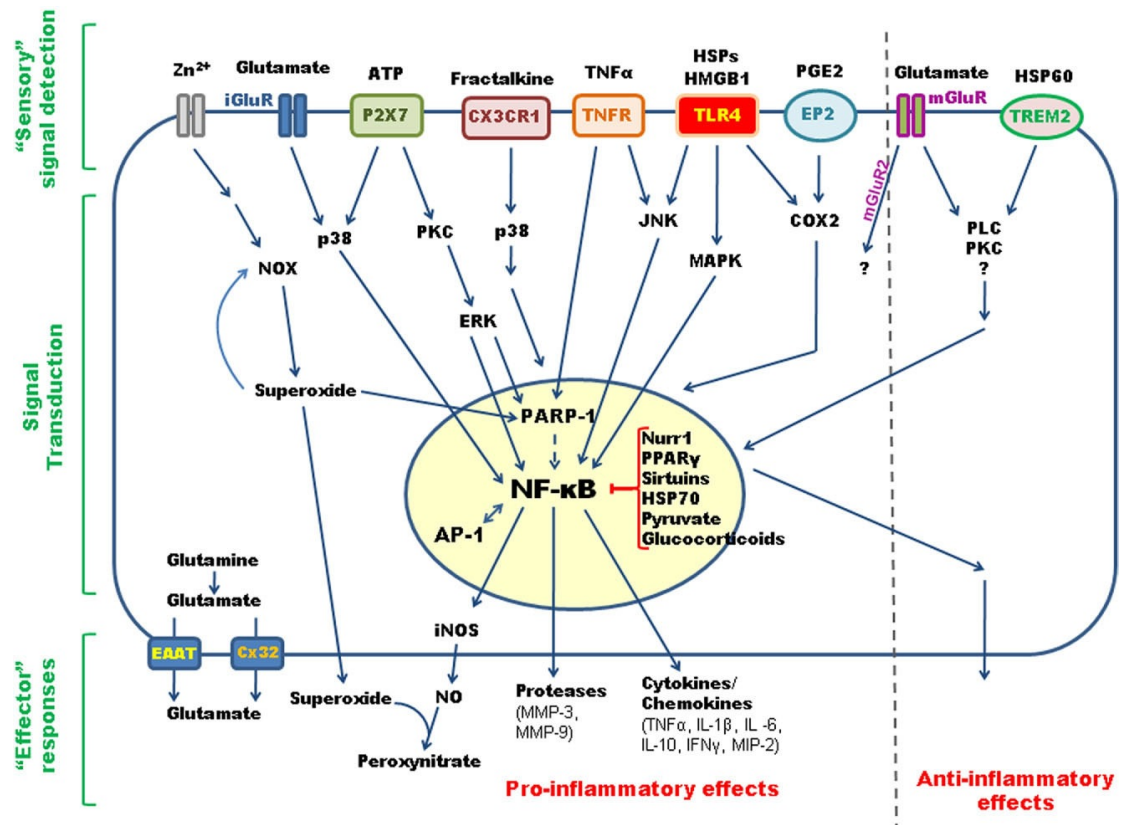 "Sensory"
signal detection
Signal
Transduction
"Effector"
responses
Zn²⁺
Glutamate
ATP
Fractalkine
TNFα
HSPs
HMGB1
PGE2
Glutamate
HSP60
iGluR
P2X7
CX3CR1
TNFR
TLR4
EP2
mGluR
TREM2
mGluR2
NOX
p38
PKC
p38
JNK
MAPK
COX2
?
PLC
PKC
?
ERK
Superoxide
PARP-1
NF-κB
AP-1
Nurr1
PPARγ
Sirtuins
HSP70
Pyruvate
Glucocorticoids
Glutamine
Glutamate
EAAT
Cx32
Glutamate
iNOS
Superoxide
NO
Peroxynitrate
Proteases
(MMP-3,
MMP-9)
Cytokines/
Chemokines
(TNFα, IL-1β, IL -6,
IL-10, IFNγ, MIP-2)
Pro-inflammatory effects
Anti-inflammatory
effects